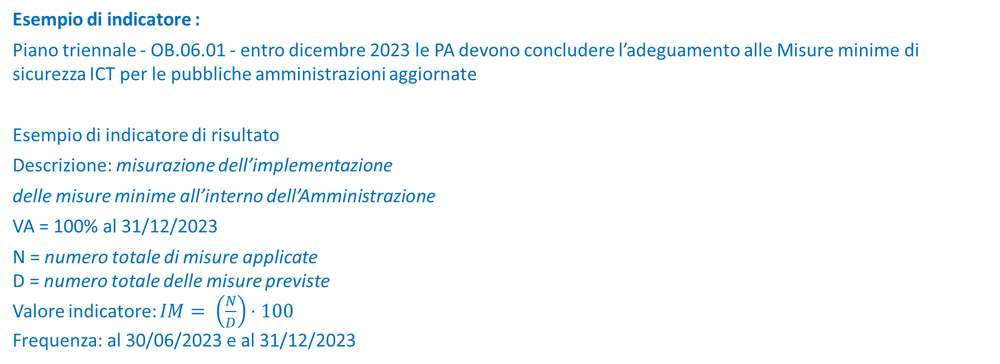 Esempio di indicatore :
Piano triennale - OB.06.01 - entro dicembre 2023 le PA devono concludere l’adeguamento alle Misure minime di
sicurezza ICT per le pubbliche amministrazioni aggiornate
Esempio di indicatore di risultato
Descrizione: misurazione dell’implementazione
delle misure minime all’interno dell’Amministrazione
VA = 100% al 31/12/2023
N = numero totale di misure applicate
D = numero totale delle misure previste
Valore indicatore: IM = (N/D) · 100
Frequenza: al 30/06/2023 e al 31/12/2023